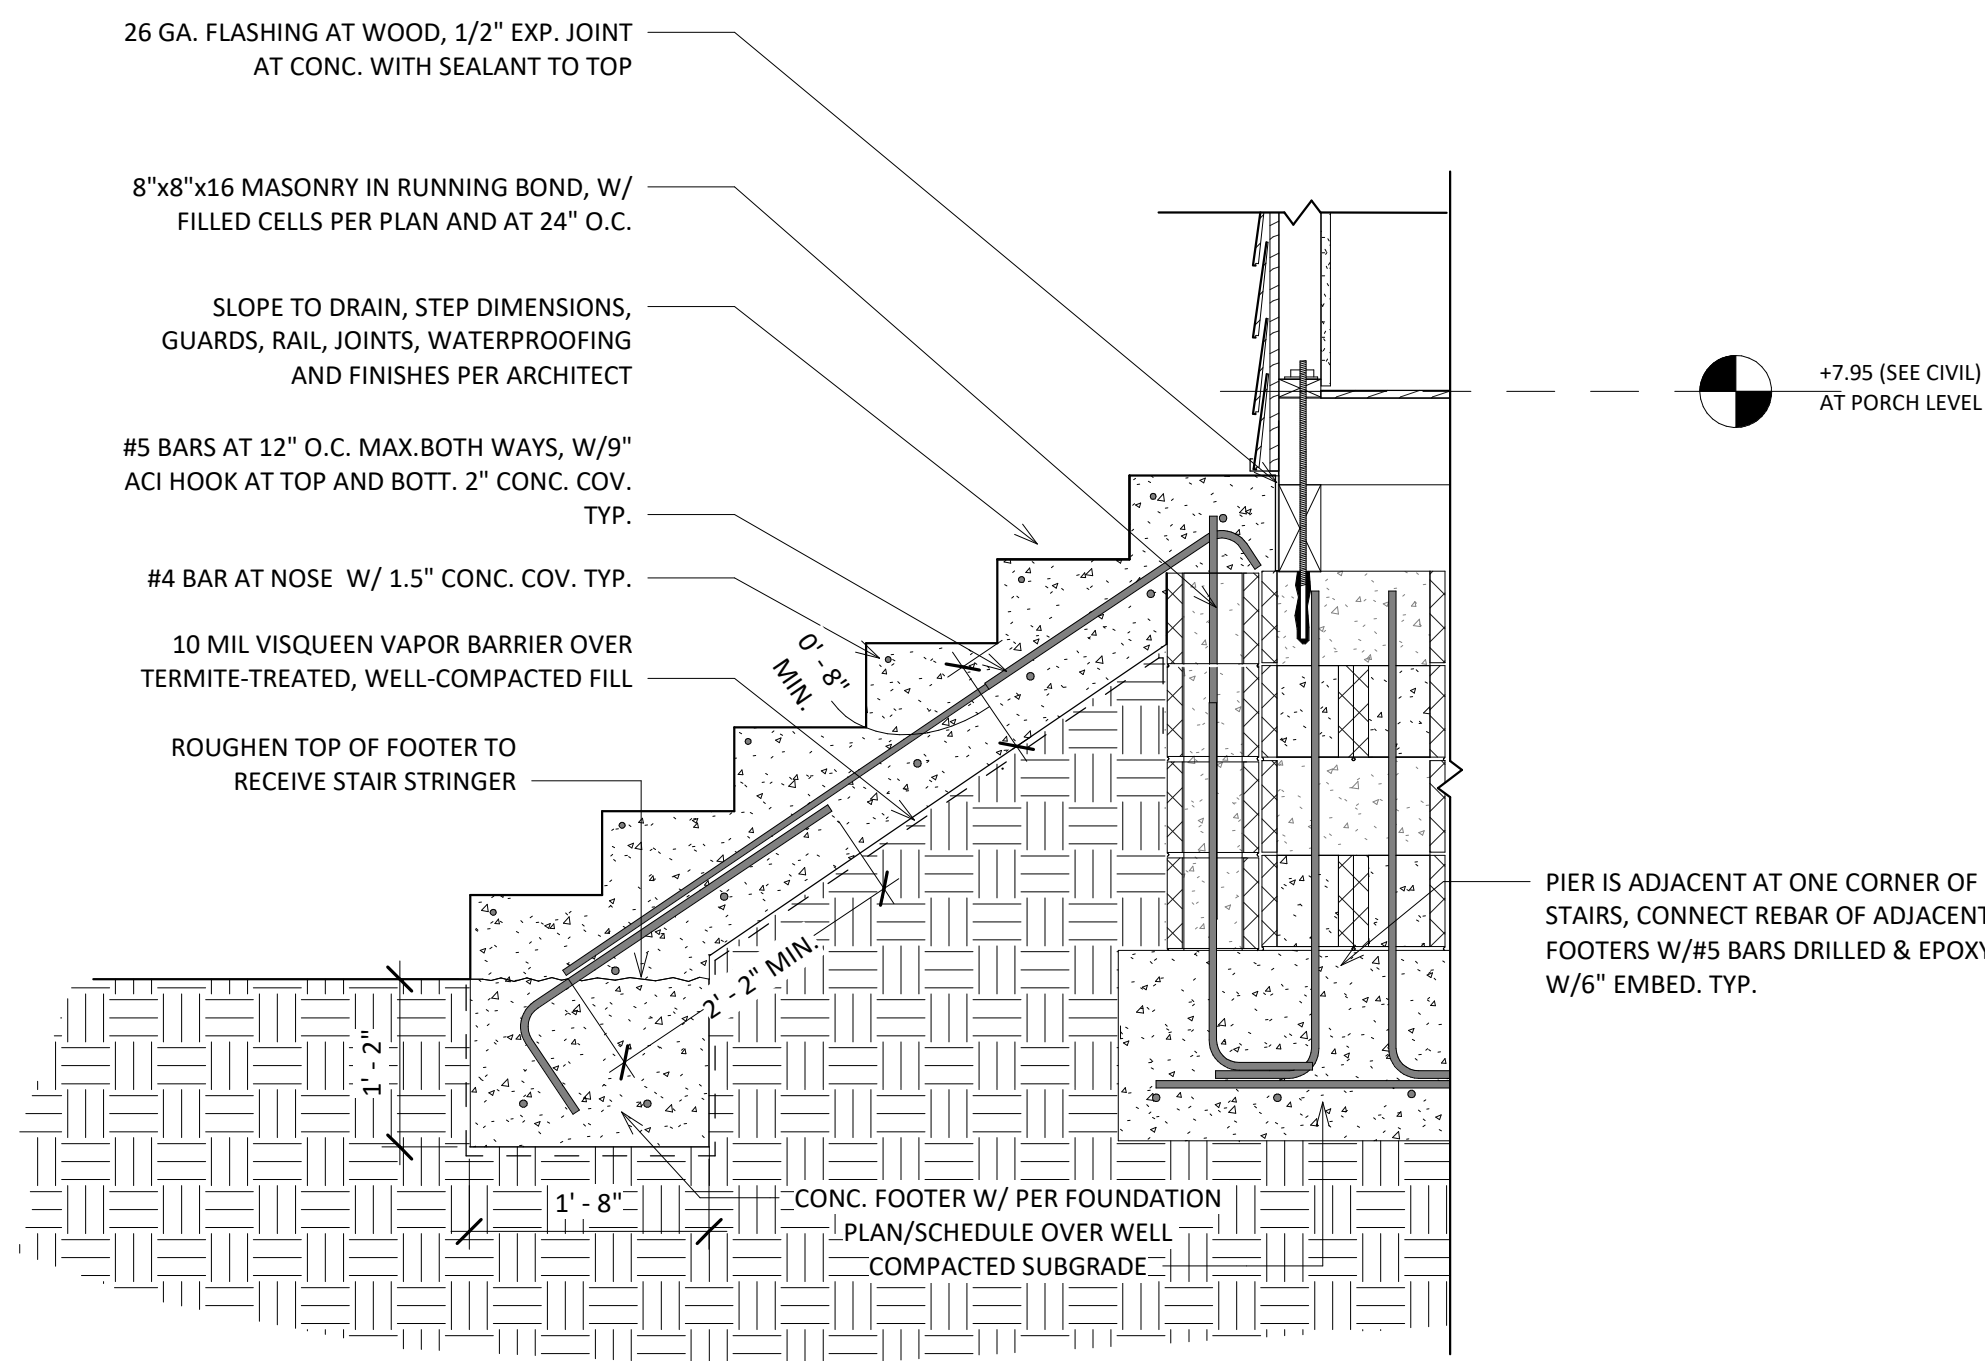 26 GA. FLASHING AT WOOD, 1/2" EXP. JOINT
AT CONC. WITH SEALANT TO TOP
8"x8"x16 MASONRY IN RUNNING BOND, W/
FILLED CELLS PER PLAN AND AT 24" O.C.
SLOPE TO DRAIN, STEP DIMENSIONS,
GUARDS, RAIL, JOINTS, WATERPROOFING
AND FINISHES PER ARCHITECT
#5 BARS AT 12" O.C. MAX.BOTH WAYS, W/9"
ACI HOOK AT TOP AND BOTT. 2" CONC. COV.
TYP.
#4 BAR AT NOSE W/ 1.5" CONC. COV. TYP.
10 MIL VISQUEEN VAPOR BARRIER OVER
TERMITE-TREATED, WELL-COMPACTED FILL
ROUGHEN TOP OF FOOTER TO
RECEIVE STAIR STRINGER
0' - 8"
MIN.
2' - 2" MIN.
1' - 2"
1' - 8"
CONC. FOOTER W/ PER FOUNDATION
PLAN/SCHEDULE OVER WELL
COMPACTED SUBGRADE
+7.95 (SEE CIVIL)
AT PORCH LEVEL
PIER IS ADJACENT AT ONE CORNER OF
STAIRS, CONNECT REBAR OF ADJACENT
FOOTERS W/#5 BARS DRILLED & EPOXY
W/6" EMBED. TYP.